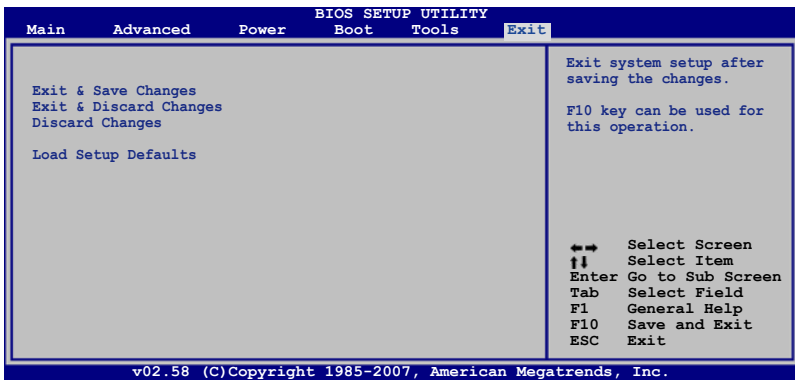 BIOS SETUP UTILITY
Main Advanced Power Boot Tools Exit
Exit & Save Changes
Exit & Discard Changes
Discard Changes
Load Setup Defaults
Exit system setup after
saving the changes.
F10 key can be used for
this operation.
←→ Select Screen
↑↓ Select Item
Enter Go to Sub Screen
Tab Select Field
F1 General Help
F10 Save and Exit
ESC Exit
v02.58 (C)Copyright 1985-2007, American Megatrends, Inc.